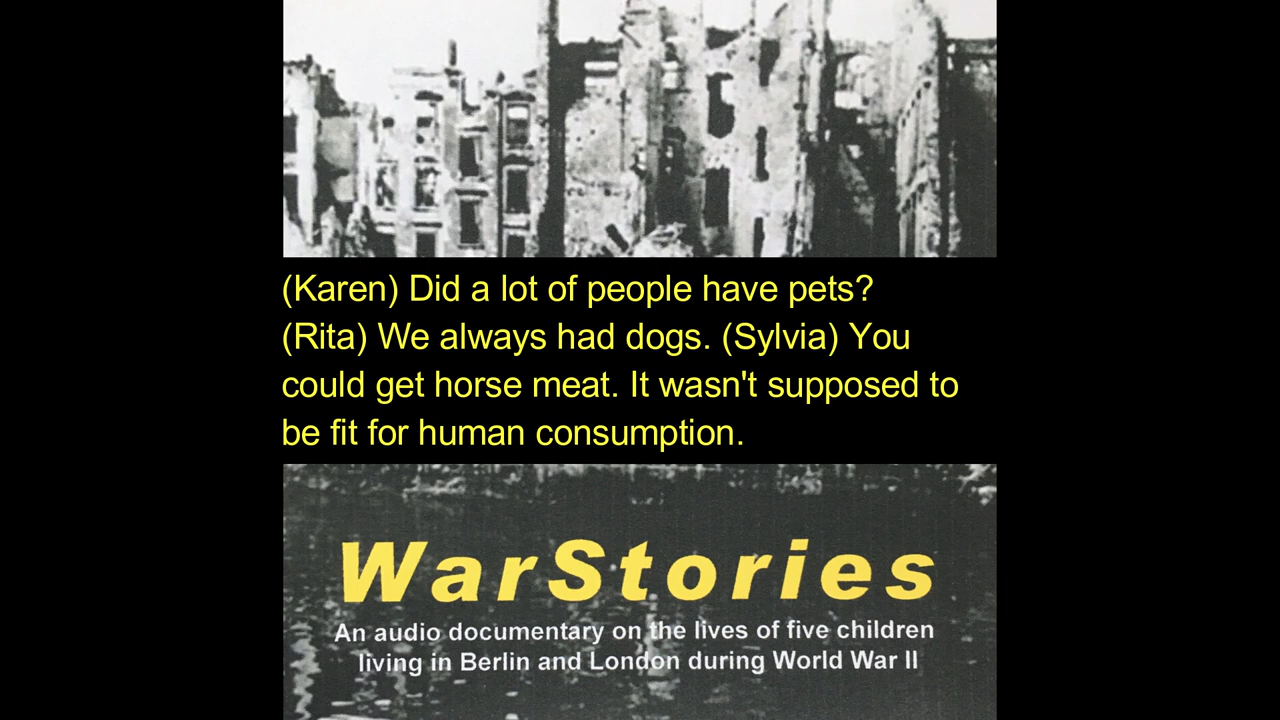 (Karen) Did a lot of people have pets?
(Rita) We always had dogs. (Sylvia) You
could get horse meat. It wasn't supposed to
be fit for human consumption.
WarStories
An audio documentary on the lives of five children
living in Berlin and London during World War II